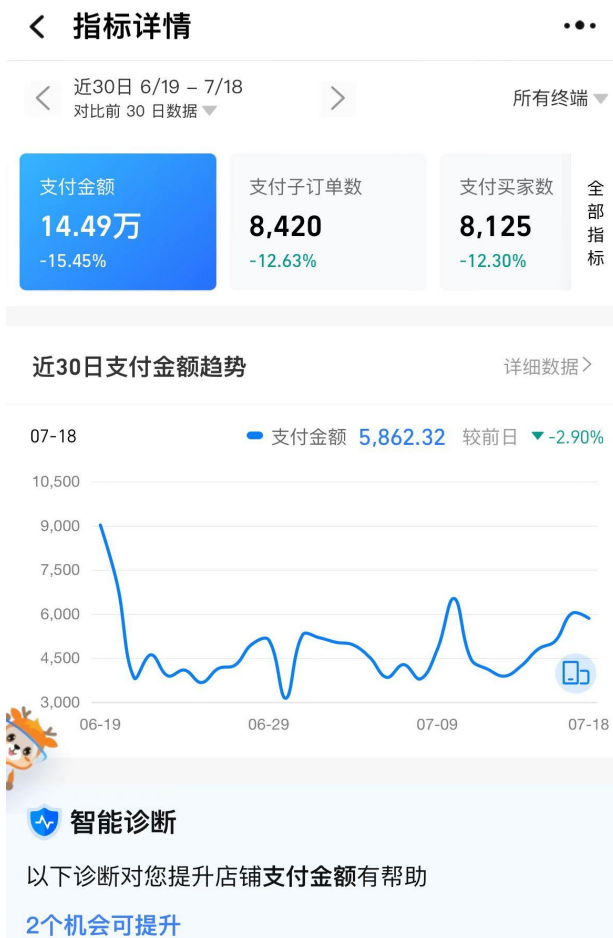 指标详情
近30日 6/19 – 7/18
对比前 30 日数据
所有终端
支付金额
14.49万
-15.45%
支付子订单数
8,420
-12.63%
支付买家数
8,125
-12.30%
全部指标
近30日支付金额趋势
详细数据
07-18
支付金额 5,862.32 较前日 -2.90%
10,500
9,000
7,500
6,000
4,500
3,000
06-19
06-29
07-09
07-18
智能诊断
以下诊断对您提升店铺支付金额有帮助
2个机会可提升